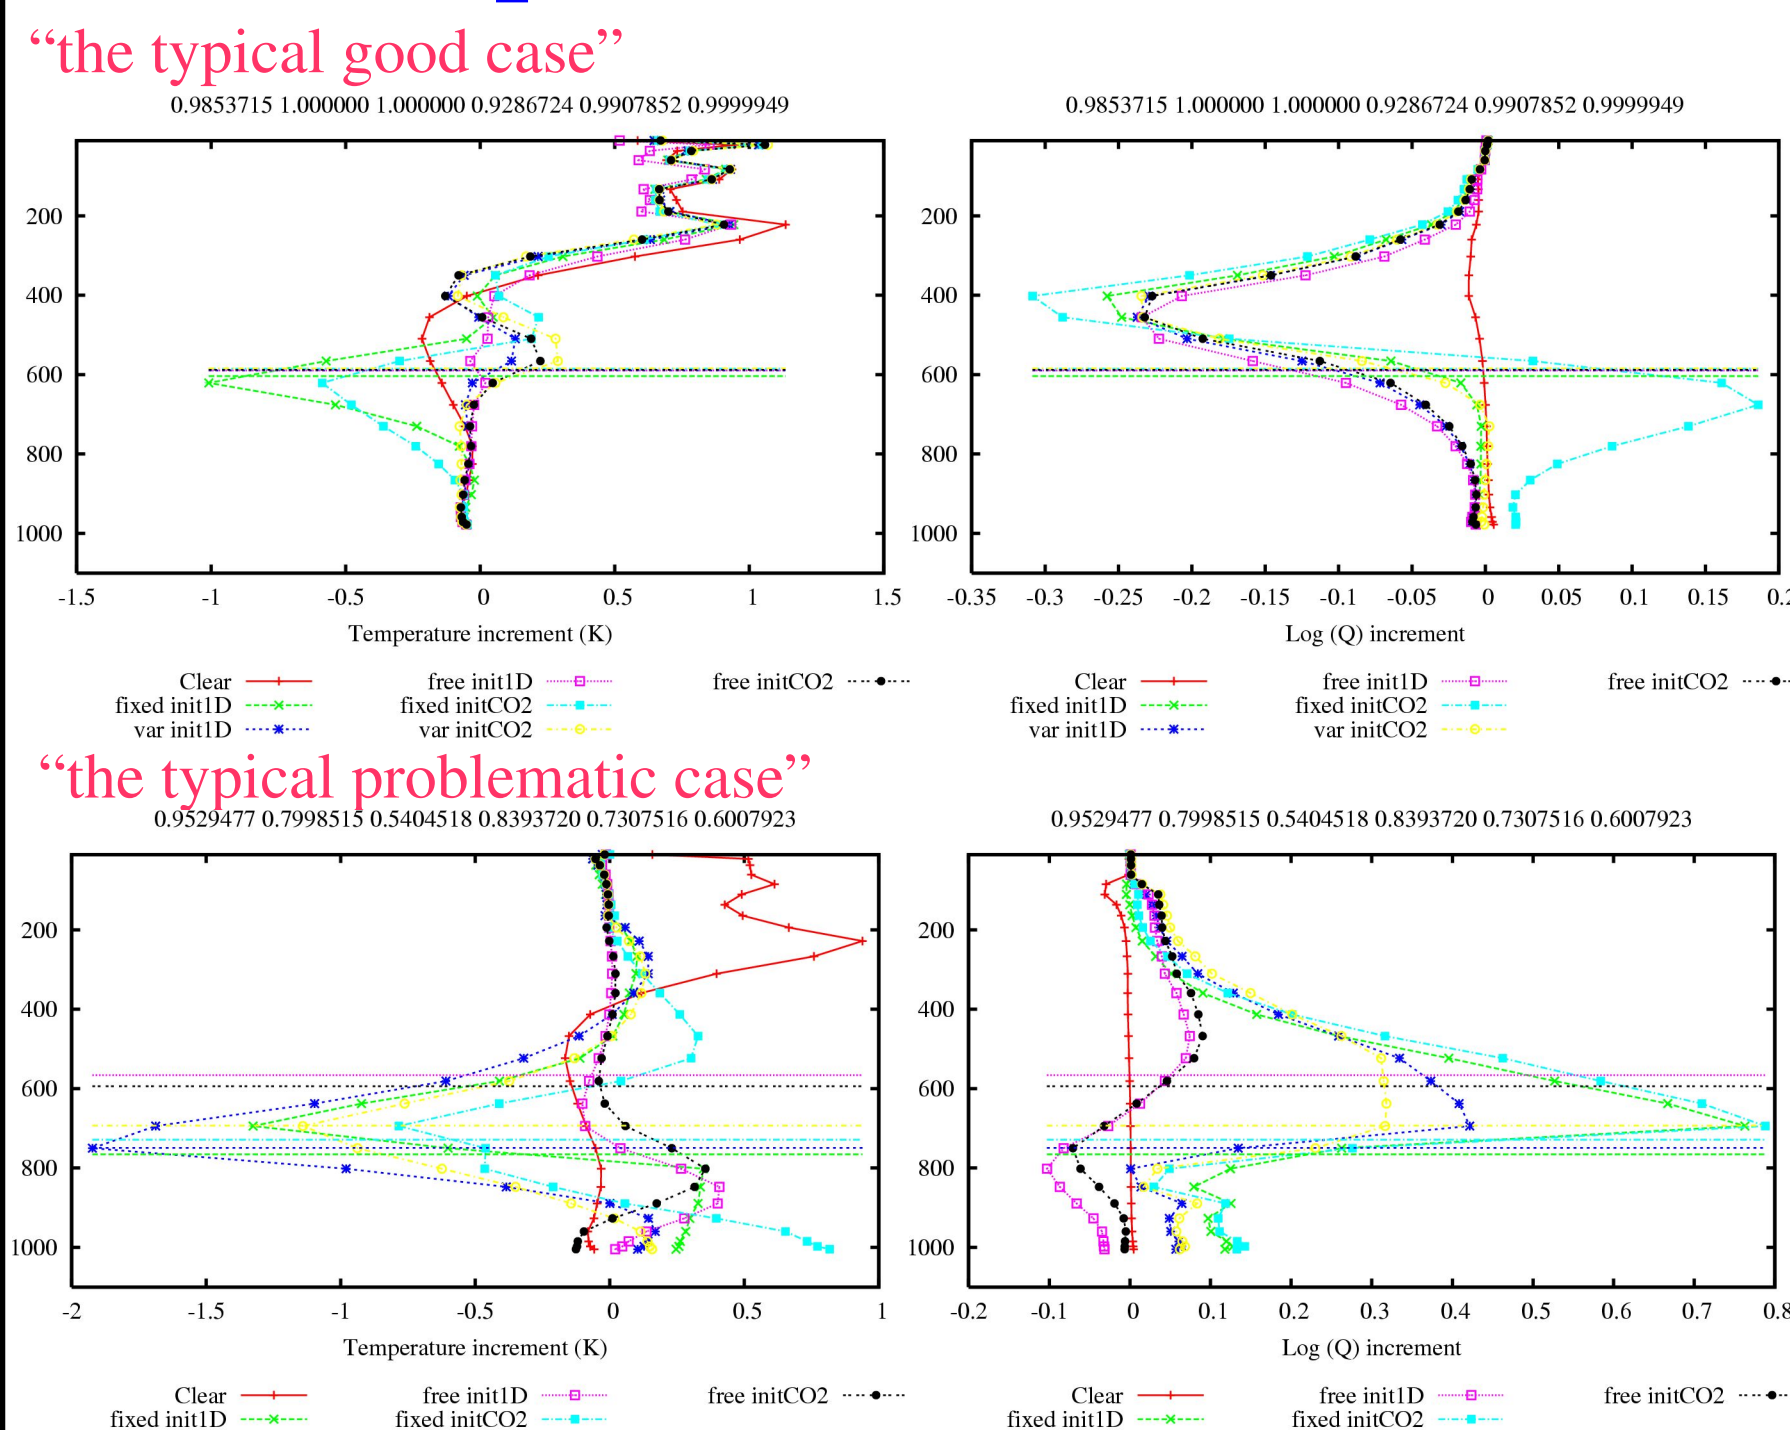 “the typical good case”
0.9853715 1.000000 1.000000 0.9286724 0.9907852 0.9999949
200
400
600
800
1000
-1.5 -1 -0.5 0 0.5 1 1.5
Temperature increment (K)
Clear
fixed init1D
var init1D
free init1D
fixed initCO2
var initCO2
free initCO2
0.9853715 1.000000 1.000000 0.9286724 0.9907852 0.9999949
200
400
600
800
1000
-0.35 -0.3 -0.25 -0.2 -0.15 -0.1 -0.05 0 0.05 0.1 0.15 0.2
Log (Q) increment
Clear
fixed init1D
var init1D
free init1D
fixed initCO2
var initCO2
free initCO2
“the typical problematic case”
0.9529477 0.7998515 0.5404518 0.8393720 0.7307516 0.6007923
200
400
600
800
1000
-2 -1.5 -1 -0.5 0 0.5 1
Temperature increment (K)
Clear
fixed init1D
free init1D
fixed initCO2
free initCO2
0.9529477 0.7998515 0.5404518 0.8393720 0.7307516 0.6007923
200
400
600
800
1000
-0.2 -0.1 0 0.1 0.2 0.3 0.4 0.5 0.6 0.7 0.8
Log (Q) increment
Clear
fixed init1D
free init1D
fixed initCO2
free initCO2